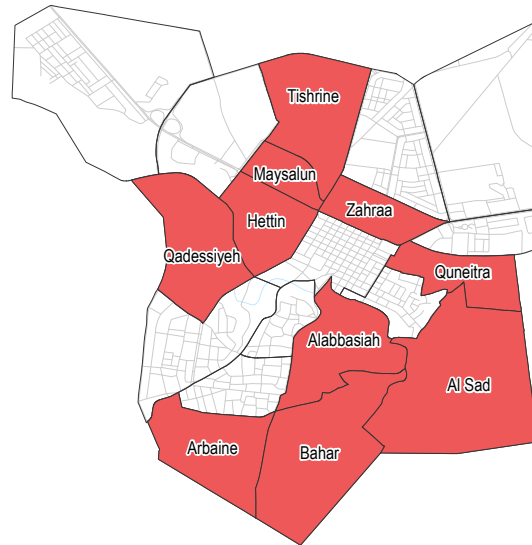 Tishrine
Maysalun
Zahraa
Hettin
Qadessiyeh
Quneitra
Alabbasiah
Al Sad
Arbaine
Bahar